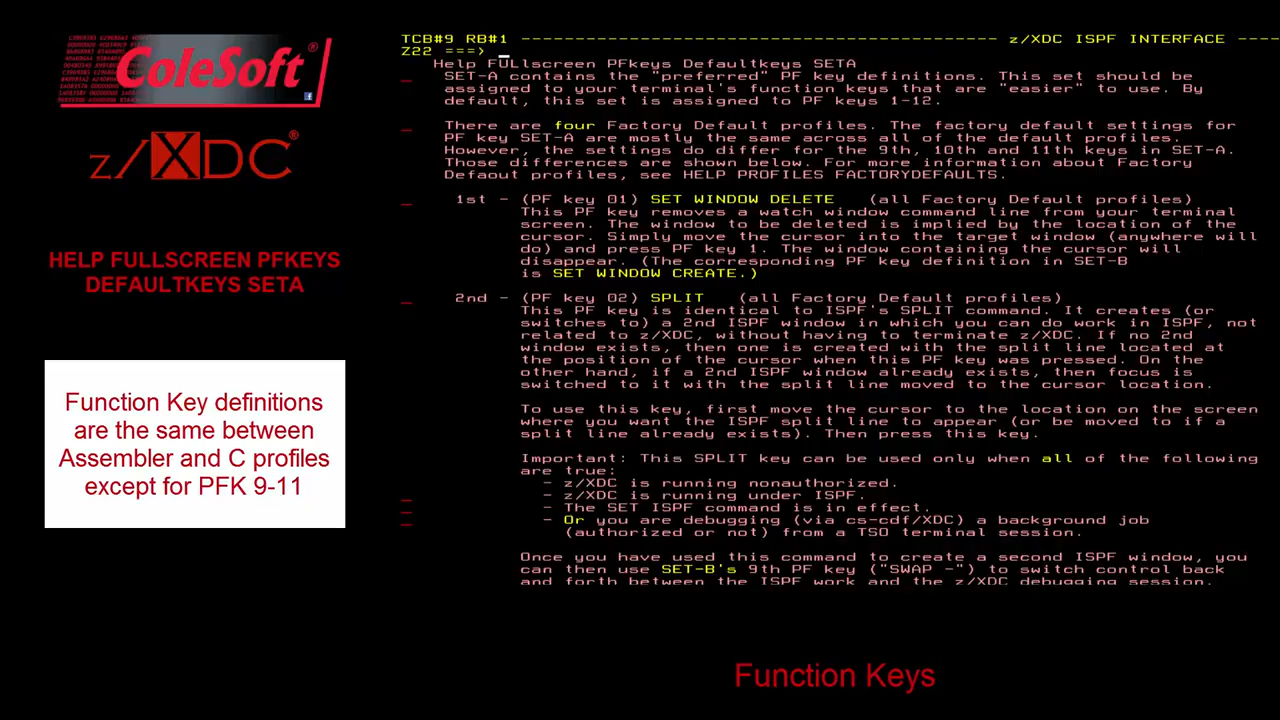 ColeSoft®
z/XDC®
HELP FULLSCREEN PFKEYS
DEFAULTKEYS SETA
Function Key definitions
are the same between
Assembler and C profiles
except for PFK 9-11
TCB#9 RB#1 -------------------------------------- z/XDC ISPF INTERFACE ----
Z22 ===> _
Help FULlscreen PFkeys Defaultkeys SETA
_ SET-A contains the "preferred" PF key definitions. This set should be
assigned to your terminal's function keys that are "easier" to use. By
default, this set is assigned to PF keys 1-12.
_ There are four Factory Default profiles. The factory default settings for
PF key SET-A are mostly the same across all of the default profiles.
However, the settings do differ for the 9th, 10th and 11th keys in SET-A.
Those differences are shown below. For more information about Factory
Defaout profiles, see HELP PROFILES FACTORYDEFAULTS.
_ 1st - (PF key 01) SET WINDOW DELETE (all Factory Default profiles)
This PF key removes a watch window command line from your terminal
screen. The window to be deleted is implied by the location of the
cursor. Simply move the cursor into the target window (anywhere will
do) and press PF key 1. The window containing the cursor will
disappear. (The corresponding PF key definition in SET-B
is SET WINDOW CREATE.)
_ 2nd - (PF key 02) SPLIT (all Factory Default profiles)
This PF key is identical to ISPF's SPLIT command. It creates (or
switches to) a 2nd ISPF window in which you can do work in ISPF, not
related to z/XDC, without having to terminate z/XDC. If no 2nd
window exists, then one is created with the split line located at
the position of the cursor when this PF key was pressed. On the
other hand, if a 2nd ISPF window already exists, then focus is
switched to it with the split line moved to the cursor location.
To use this key, first move the cursor to the location on the screen
where you want the ISPF split line to appear (or be moved to if a
split line already exists). Then press this key.
Important: This SPLIT key can be used only when all of the following
are true:
- z/XDC is running nonauthorized.
_ - z/XDC is running under ISPF.
_ - The SET ISPF command is in effect.
_ - Or you are debugging (via cs-cdf/XDC) a background job
(authorized or not) from a TSO terminal session.
Once you have used this command to create a second ISPF window, you
can then use SET-B's 9th PF key ("SWAP -") to switch control back
and forth between the ISPF work and the z/XDC debugging session.
Function Keys